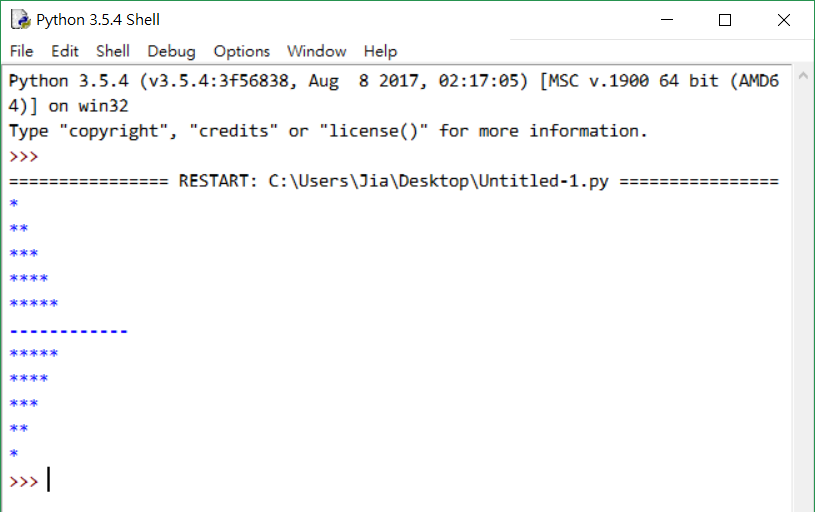 Python 3.5.4 Shell
File Edit Shell Debug Options Window Help
Python 3.5.4 (v3.5.4:3f56838, Aug  8 2017, 02:17:05) [MSC v.1900 64 bit (AMD6
4)] on win32
Type "copyright", "credits" or "license()" for more information.
>>>
================ RESTART: C:\Users\Jia\Desktop\Untitled-1.py ================
*
**
***
****
*****
------------
*****
****
***
**
*
>>>